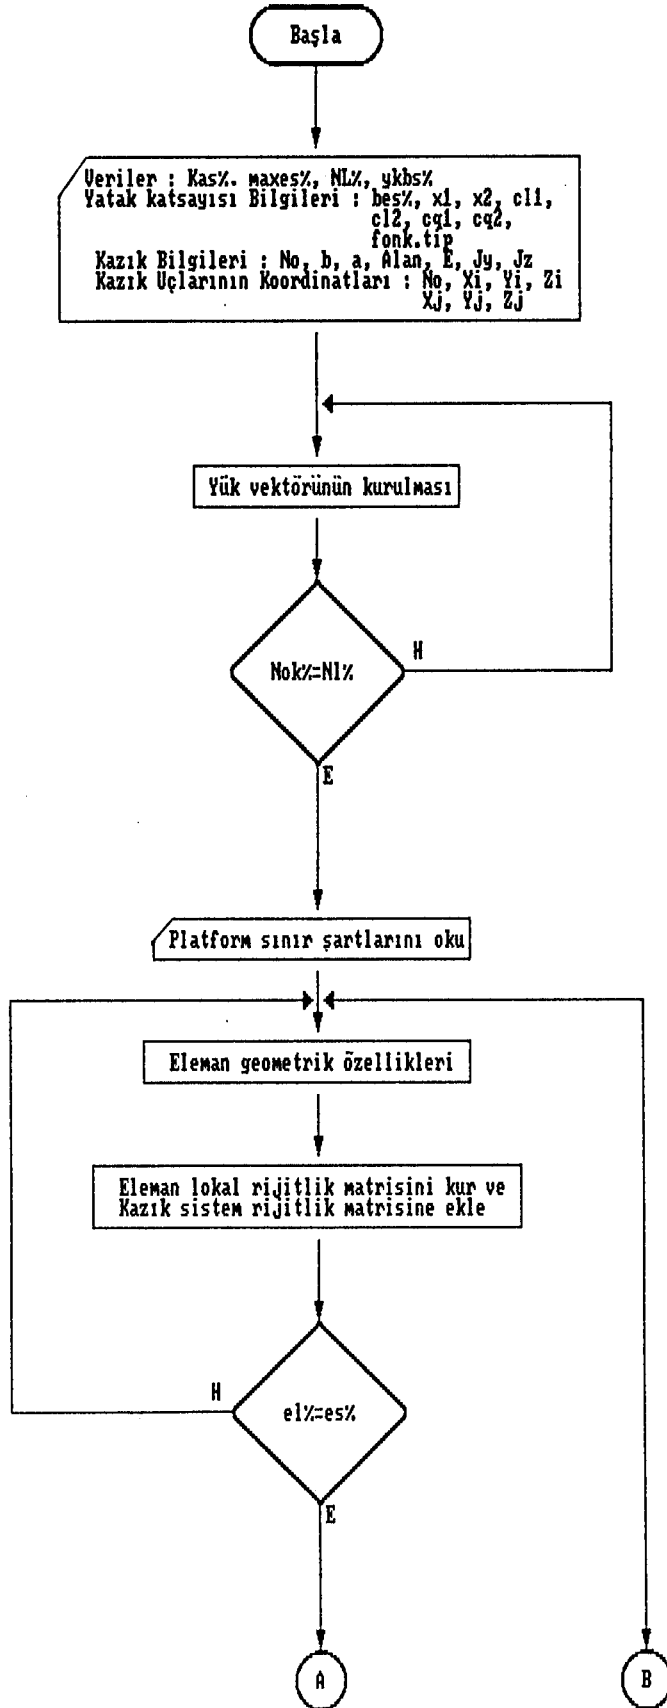 Başla
Veriler : Kas%. maxes%, NL%, ykbs%
Yatak katsayısı Bilgileri : bes%, x1, x2, cl1,
cl2, cq1, cq2,
fonk.tip
Kazık Bilgileri : No, b, a, Alan, E, Jy, Jz
Kazık Uçlarının Koordinatları : No, Xi, Yi, Zi
Xj, Yj, Zj
Yük vektörünün kurulması
Nok%=Nl%
H
E
Platform sınır şartlarını oku
Eleman geometrik özellikleri
Eleman lokal rijitlik matrisini kur ve
Kazık sistem rijitlik matrisine ekle
H
el%=es%
E
A
B